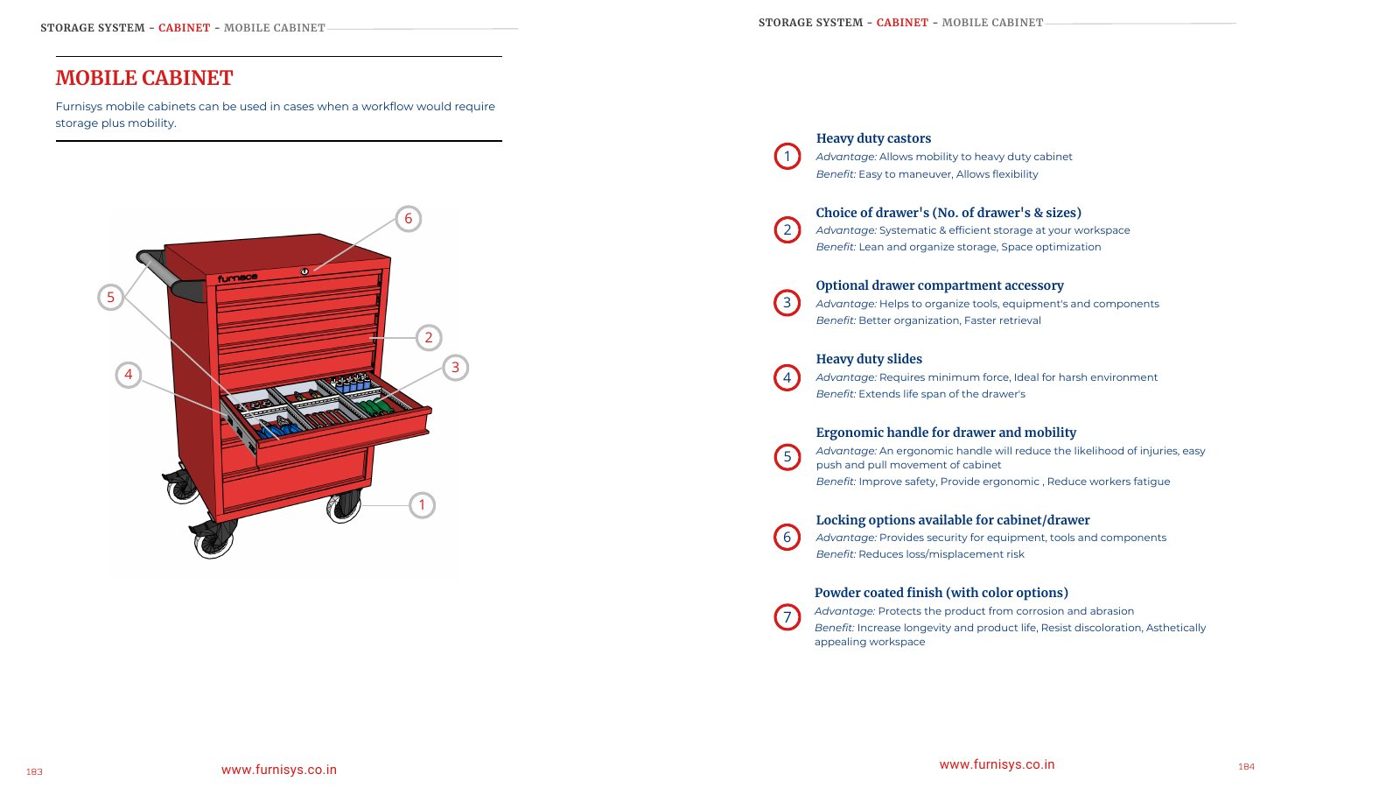 STORAGE SYSTEM - CABINET - MOBILE CABINET
MOBILE CABINET
Furnisys mobile cabinets can be used in cases when a workflow would require
storage plus mobility.
6
5
2
3
4
1
183
www.furnisys.co.in
STORAGE SYSTEM - CABINET - MOBILE CABINET
1
Heavy duty castors
Advantage: Allows mobility to heavy duty cabinet
Benefit: Easy to maneuver, Allows flexibility
2
Choice of drawer's (No. of drawer's & sizes)
Advantage: Systematic & efficient storage at your workspace
Benefit: Lean and organize storage, Space optimization
3
Optional drawer compartment accessory
Advantage: Helps to organize tools, equipment's and components
Benefit: Better organization, Faster retrieval
4
Heavy duty slides
Advantage: Requires minimum force, Ideal for harsh environment
Benefit: Extends life span of the drawer's
5
Ergonomic handle for drawer and mobility
Advantage: An ergonomic handle will reduce the likelihood of injuries, easy
push and pull movement of cabinet
Benefit: Improve safety, Provide ergonomic , Reduce workers fatigue
6
Locking options available for cabinet/drawer
Advantage: Provides security for equipment, tools and components
Benefit: Reduces loss/misplacement risk
7
Powder coated finish (with color options)
Advantage: Protects the product from corrosion and abrasion
Benefit: Increase longevity and product life, Resist discoloration, Asthetically
appealing workspace
www.furnisys.co.in
184